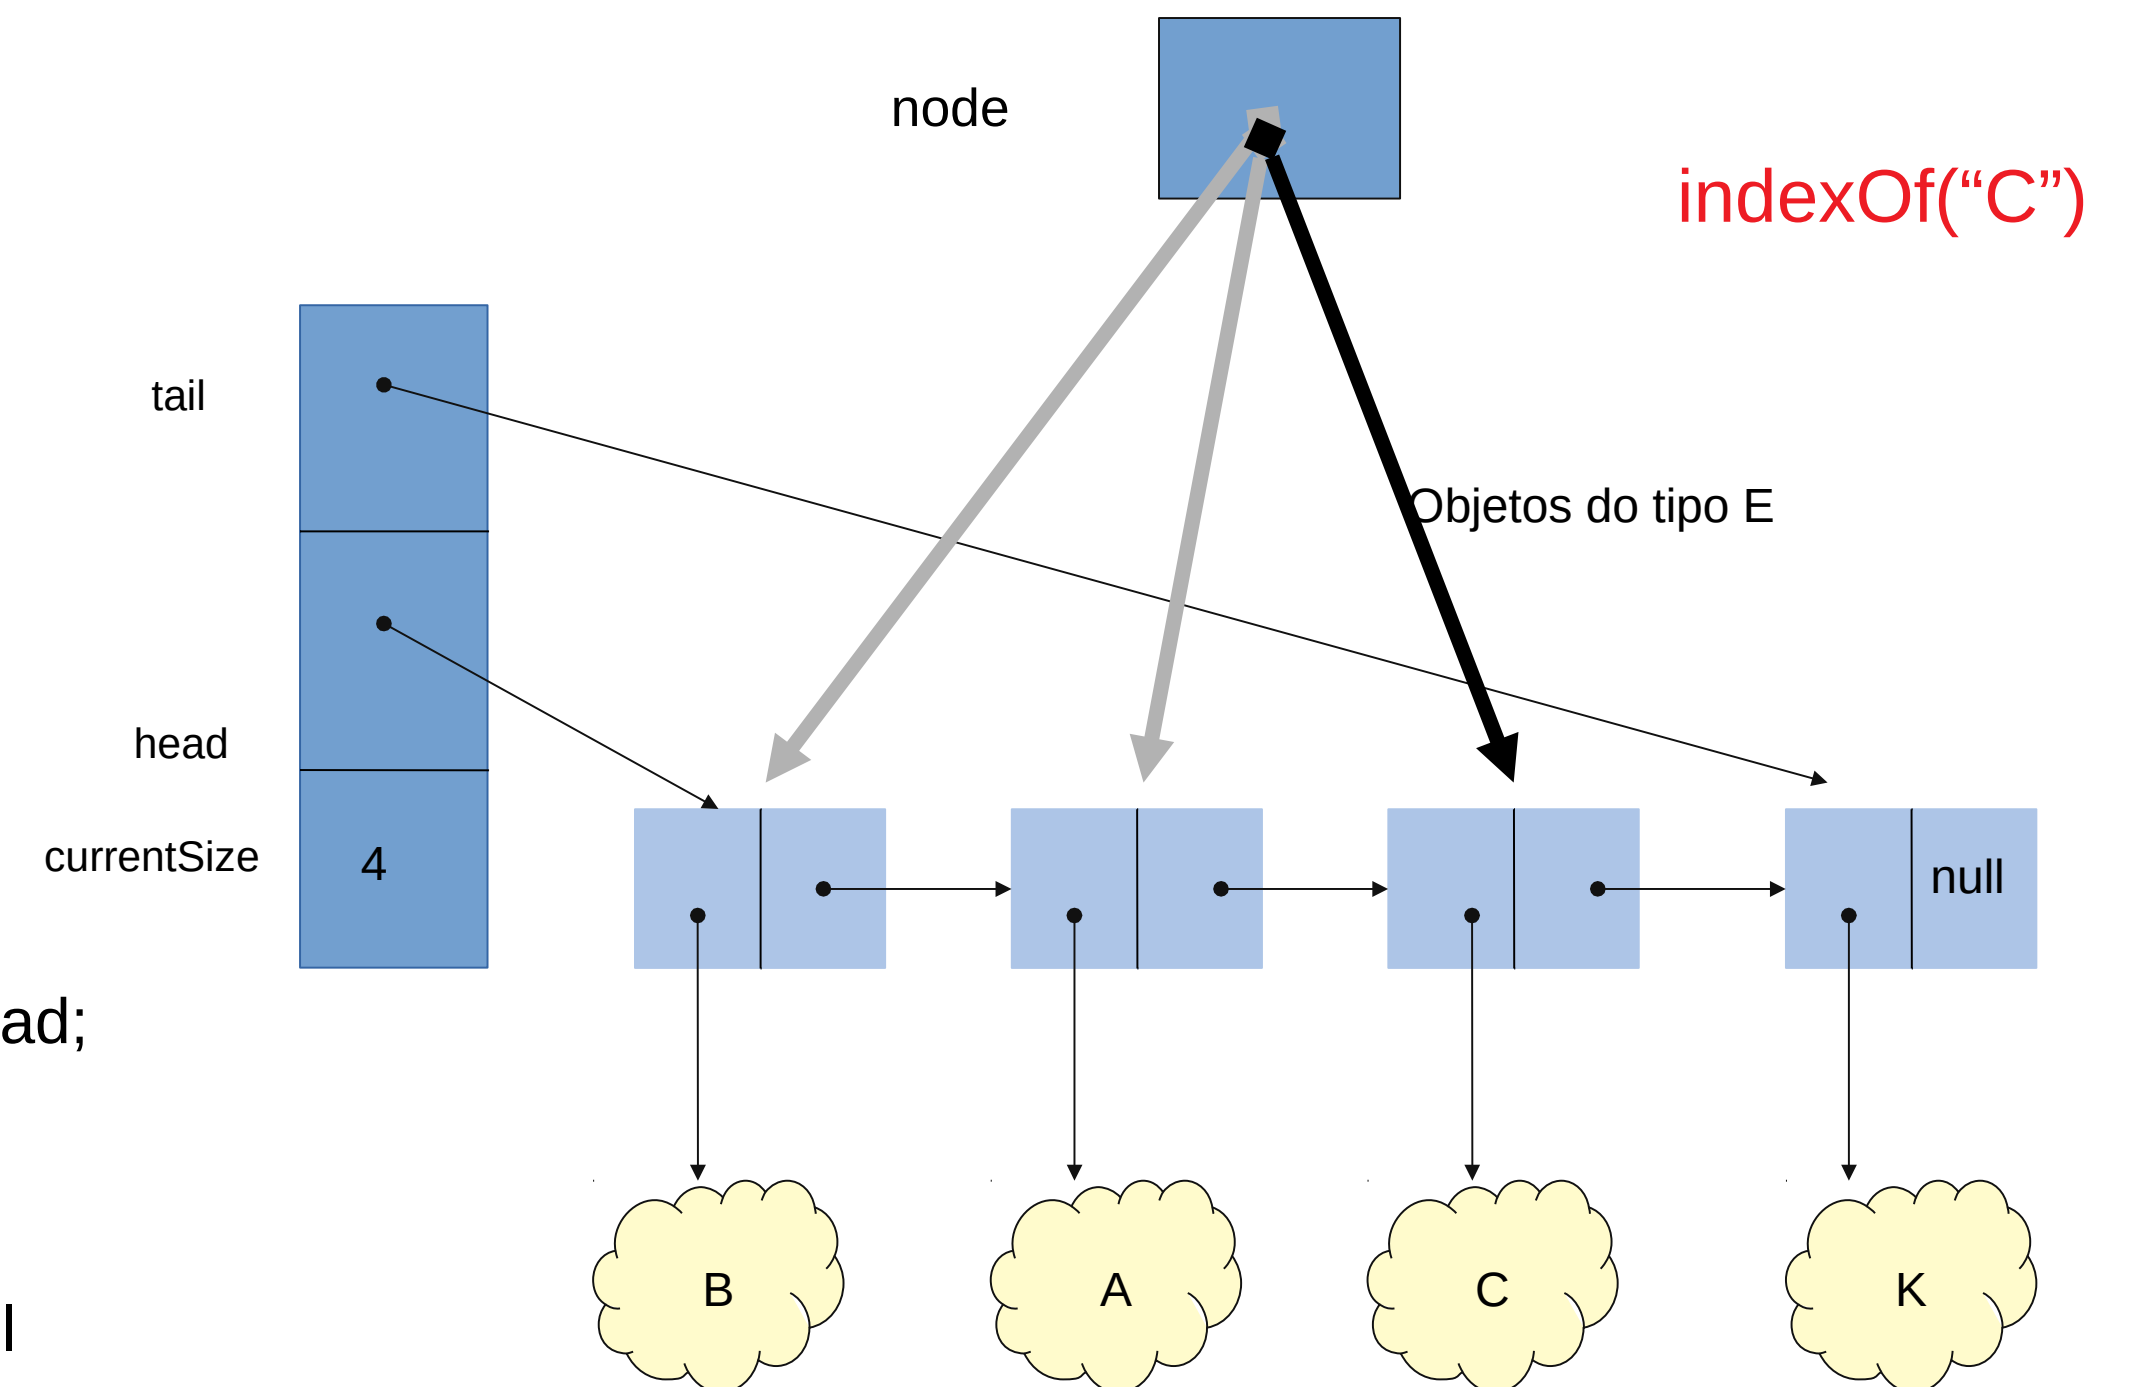 node
indexOf(“C”)
tail
Objetos do tipo E
head
currentSize
4
null
ad;
B
A
C
K
l